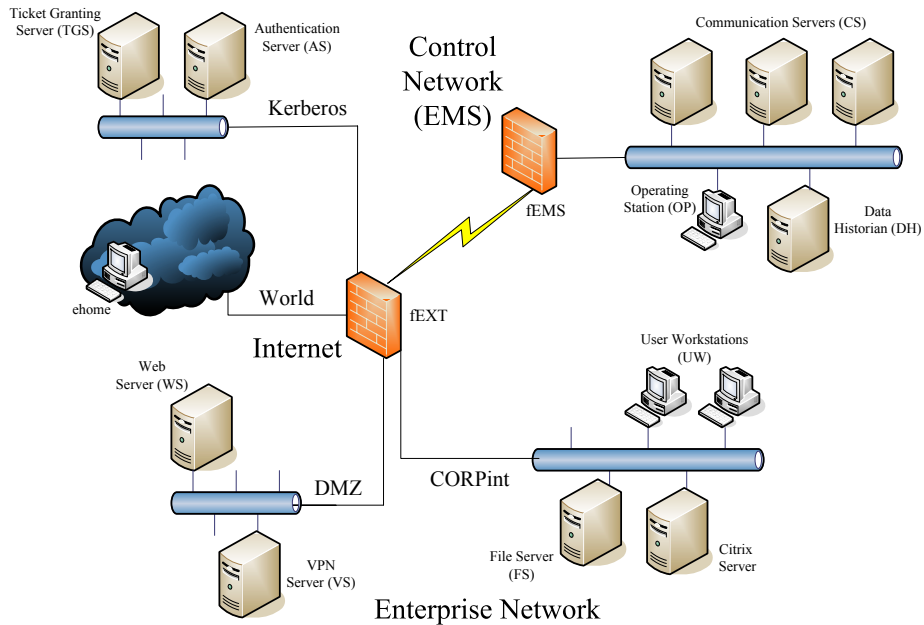 Ticket Granting
Server (TGS)
Authentication
Server (AS)
Kerberos
Control
Network
(EMS)
Communication Servers (CS)
fEMS
Operating
Station (OP)
Data
Historian (DH)
ehome
World
fEXT
Internet
User Workstations
(UW)
Web
Server (WS)
DMZ
CORPint
VPN
Server (VS)
File Server
(FS)
Citrix
Server
Enterprise Network